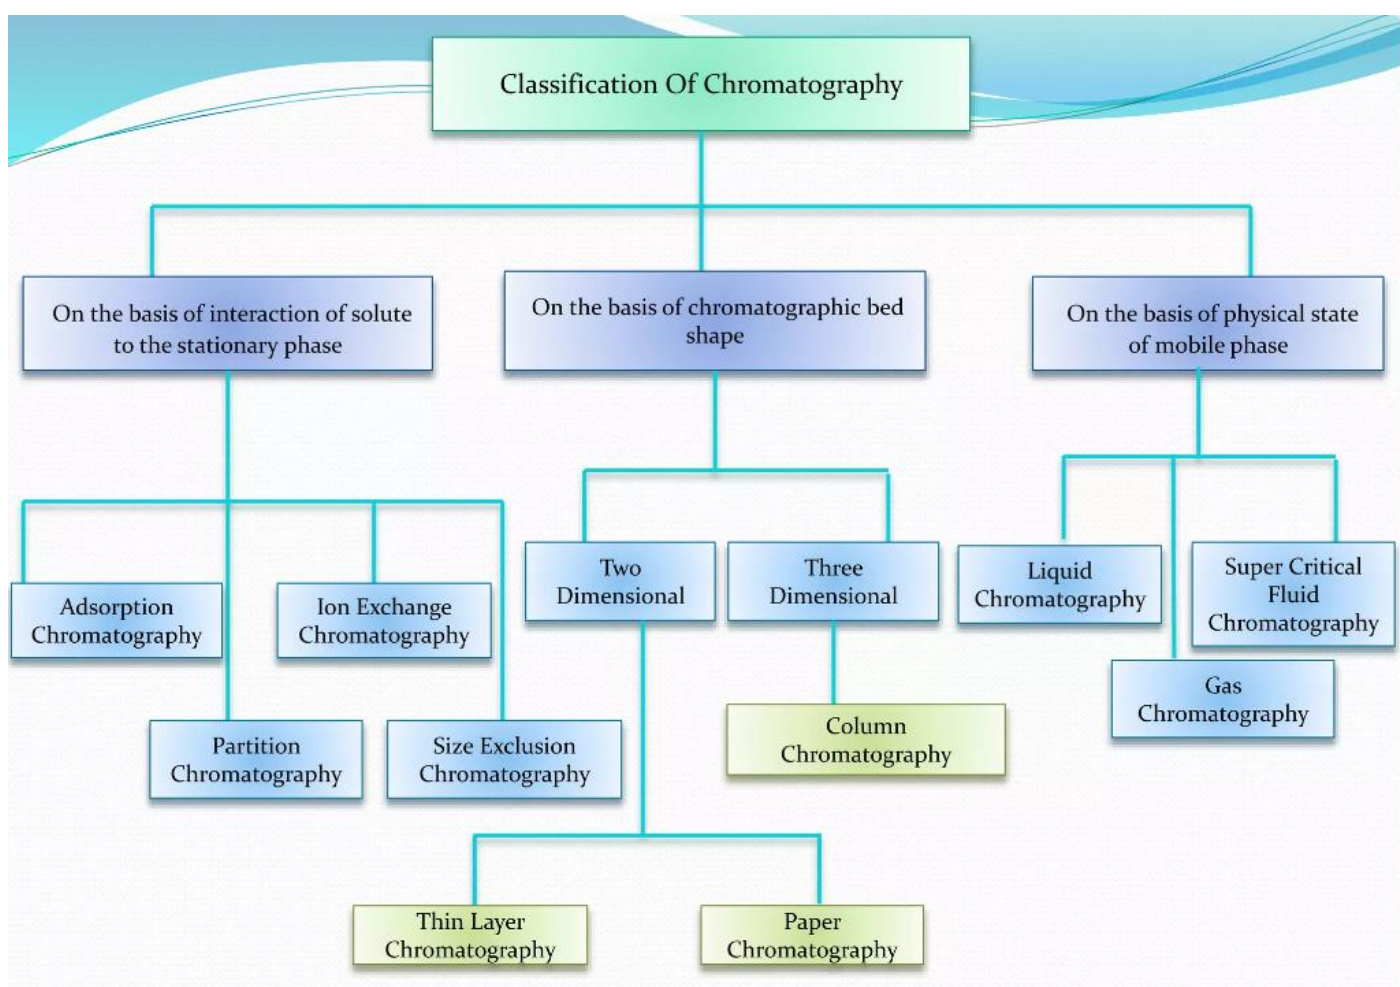 Classification Of Chromatography
On the basis of interaction of solute
to the stationary phase
On the basis of chromatographic bed
shape
On the basis of physical state
of mobile phase
Adsorption
Chromatography
Ion Exchange
Chromatography
Partition
Chromatography
Size Exclusion
Chromatography
Two
Dimensional
Three
Dimensional
Column
Chromatography
Thin Layer
Chromatography
Paper
Chromatography
Liquid
Chromatography
Super Critical
Fluid
Chromatography
Gas
Chromatography